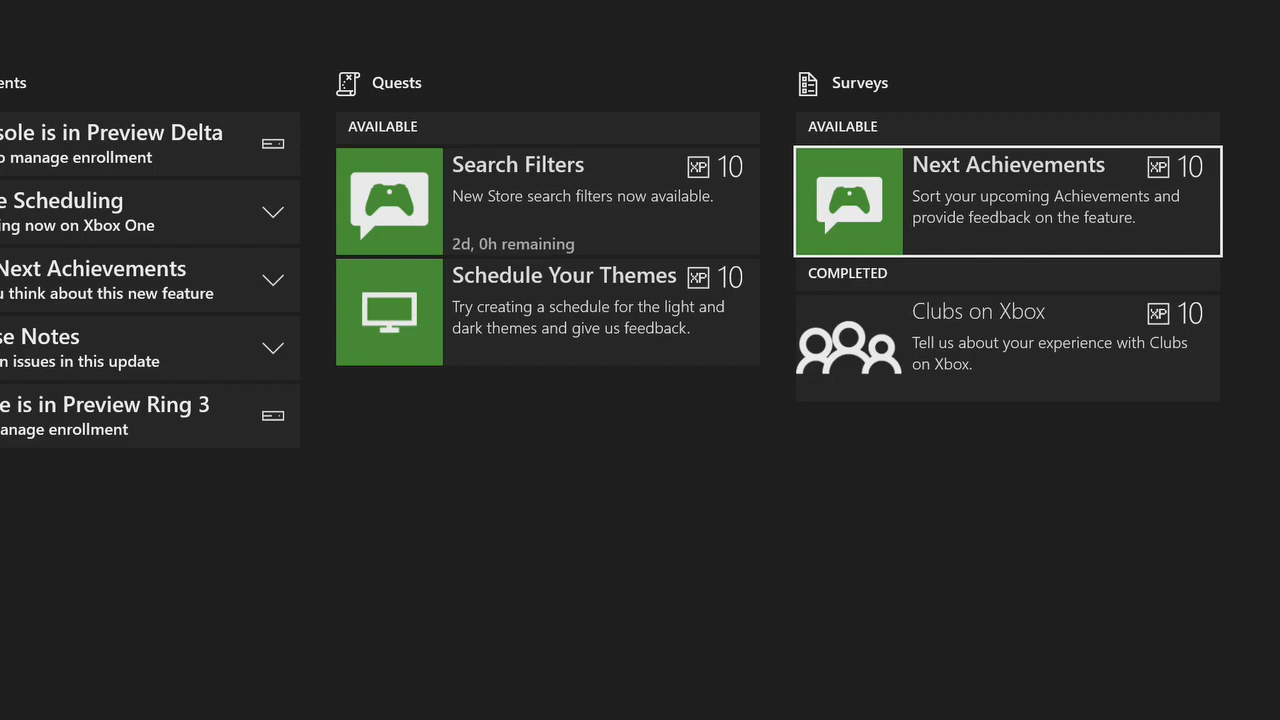 ents
sole is in Preview Delta
o manage enrollment
e Scheduling
ing now on Xbox One
Next Achievements
u think about this new feature
se Notes
n issues in this update
e is in Preview Ring 3
anage enrollment
Quests
AVAILABLE
Search Filters XP 10
New Store search filters now available.
2d, 0h remaining
Schedule Your Themes XP 10
Try creating a schedule for the light and
dark themes and give us feedback.
Surveys
AVAILABLE
Next Achievements XP 10
Sort your upcoming Achievements and
provide feedback on the feature.
COMPLETED
Clubs on Xbox XP 10
Tell us about your experience with Clubs
on Xbox.